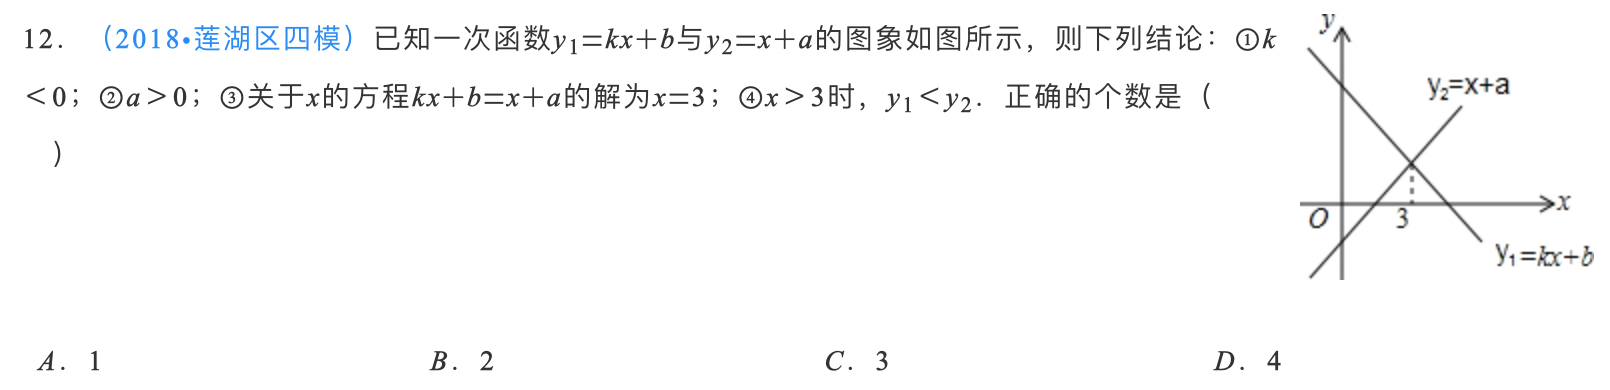 12. （2018•莲湖区四模）已知一次函数y₁=kx+b与y₂=x+a的图象如图所示，则下列结论：①k
<0；②a>0；③关于x的方程kx+b=x+a的解为x=3；④x>3时，y₁<y₂．正确的个数是（
）
y
y₂=x+a
x
O
3
y₁=kx+b
A. 1
B. 2
C. 3
D. 4